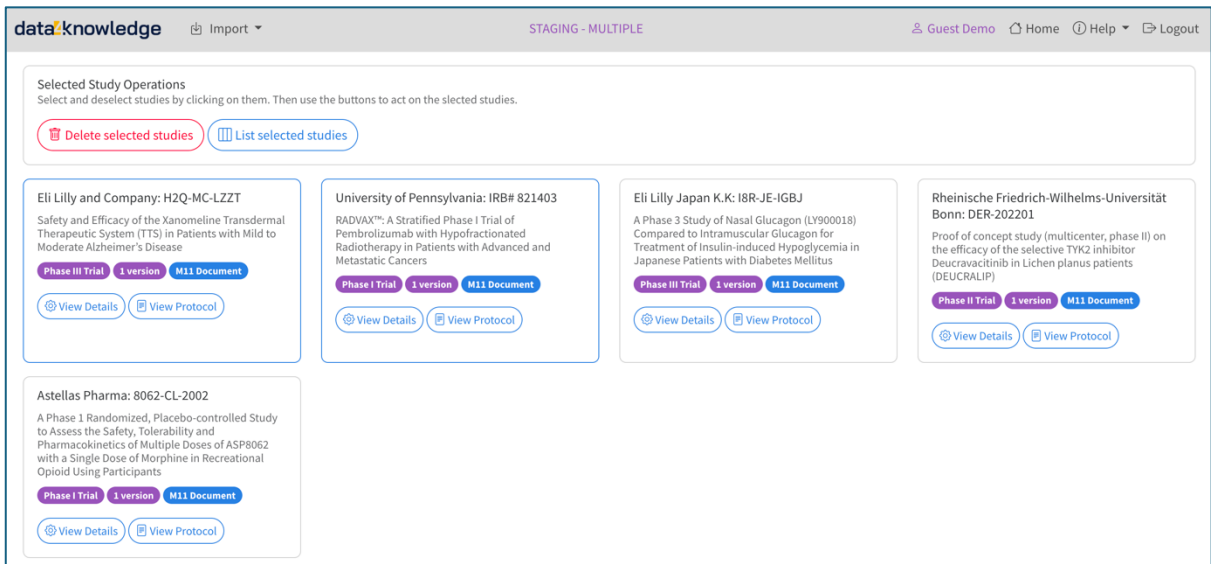 data4knowledge
Import
STAGING - MULTIPLE
Guest Demo
Home
Help
Logout
Selected Study Operations
Select and deselect studies by clicking on them. Then use the buttons to act on the slected studies.
Delete selected studies
List selected studies
Eli Lilly and Company: H2Q-MC-LZZT
Safety and Efficacy of the Xanomeline Transdermal
Therapeutic System (TTS) in Patients with Mild to
Moderate Alzheimer's Disease
Phase III Trial
1 version
M11 Document
View Details
View Protocol
University of Pennsylvania: IRB# 821403
RADVAX™: A Stratified Phase I Trial of
Pembrolizumab with Hypofractionated
Radiotherapy in Patients with Advanced and
Metastatic Cancers
Phase I Trial
1 version
M11 Document
View Details
View Protocol
Eli Lilly Japan K.K: I8R-JE-IGBJ
A Phase 3 Study of Nasal Glucagon (LY900018)
Compared to Intramuscular Glucagon for
Treatment of Insulin-induced Hypoglycemia in
Japanese Patients with Diabetes Mellitus
Phase III Trial
1 version
M11 Document
View Details
View Protocol
Rheinische Friedrich-Wilhelms-Universität
Bonn: DER-202201
Proof of concept study (multicenter, phase II) on
the efficacy of the selective TYK2 inhibitor
Deucravacitinib in Lichen planus patients
(DEUCRALIP)
Phase II Trial
1 version
M11 Document
View Details
View Protocol
Astellas Pharma: 8062-CL-2002
A Phase 1 Randomized, Placebo-controlled Study
to Assess the Safety, Tolerability and
Pharmacokinetics of Multiple Doses of ASP8062
with a Single Dose of Morphine in Recreational
Opioid Using Participants
Phase I Trial
1 version
M11 Document
View Details
View Protocol